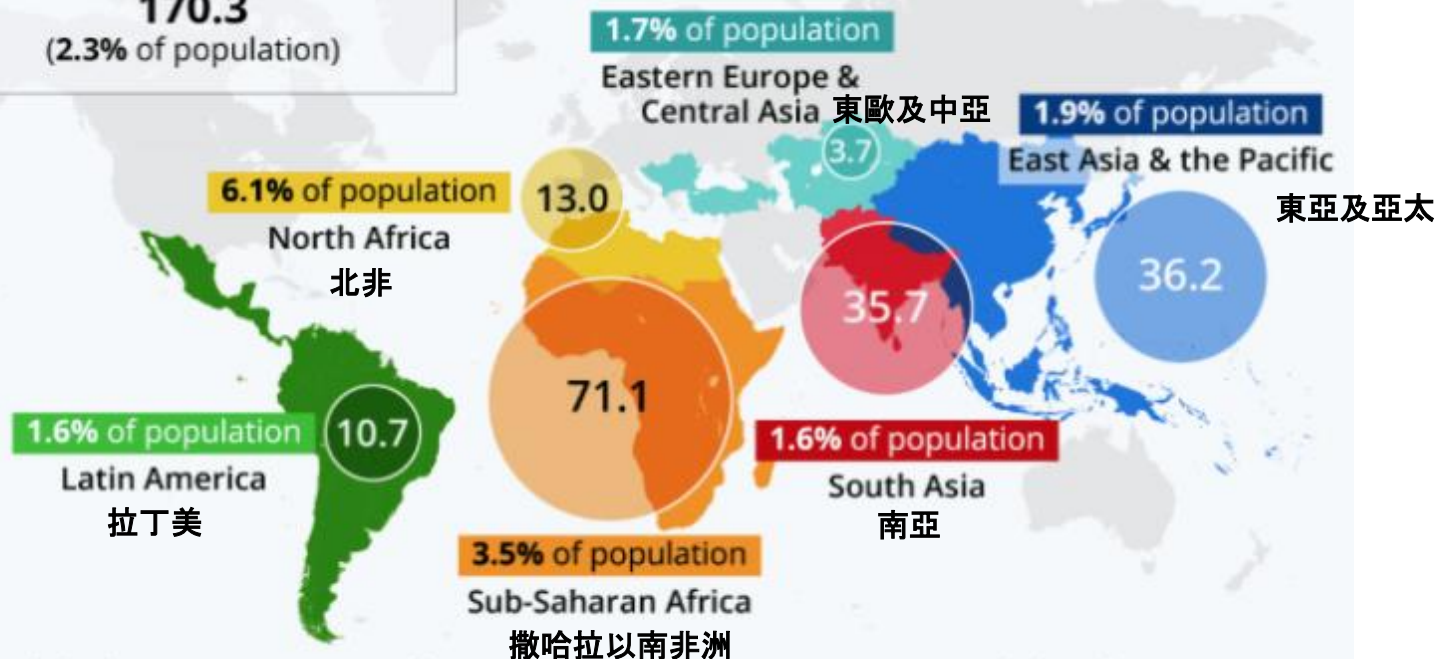 170.3
(2.3% of population)
1.7% of population
Eastern Europe &
Central Asia 東歐及中亞
3.7
1.9% of population
East Asia & the Pacific
東亞及亞太
36.2
6.1% of population
13.0
North Africa
北非
35.7
71.1
1.6% of population
10.7
Latin America
拉丁美
1.6% of population
South Asia
南亞
3.5% of population
Sub-Saharan Africa
撒哈拉以南非洲